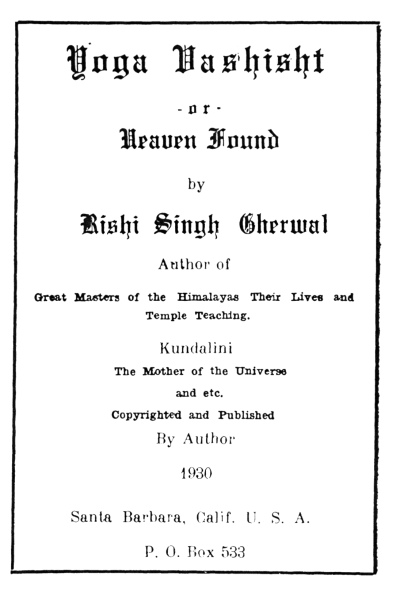 Yoga Vashisht
- or -
Heaven Found
by
Rishi Singh Gherwal
Author of
Great Masters of the Himalayas Their Lives and
Temple Teaching.
Kundalini
The Mother of the Universe
and etc.
Copyrighted and Published
By Author
1930
Santa Barbara, Calif. U. S. A.
P. O. Box 533